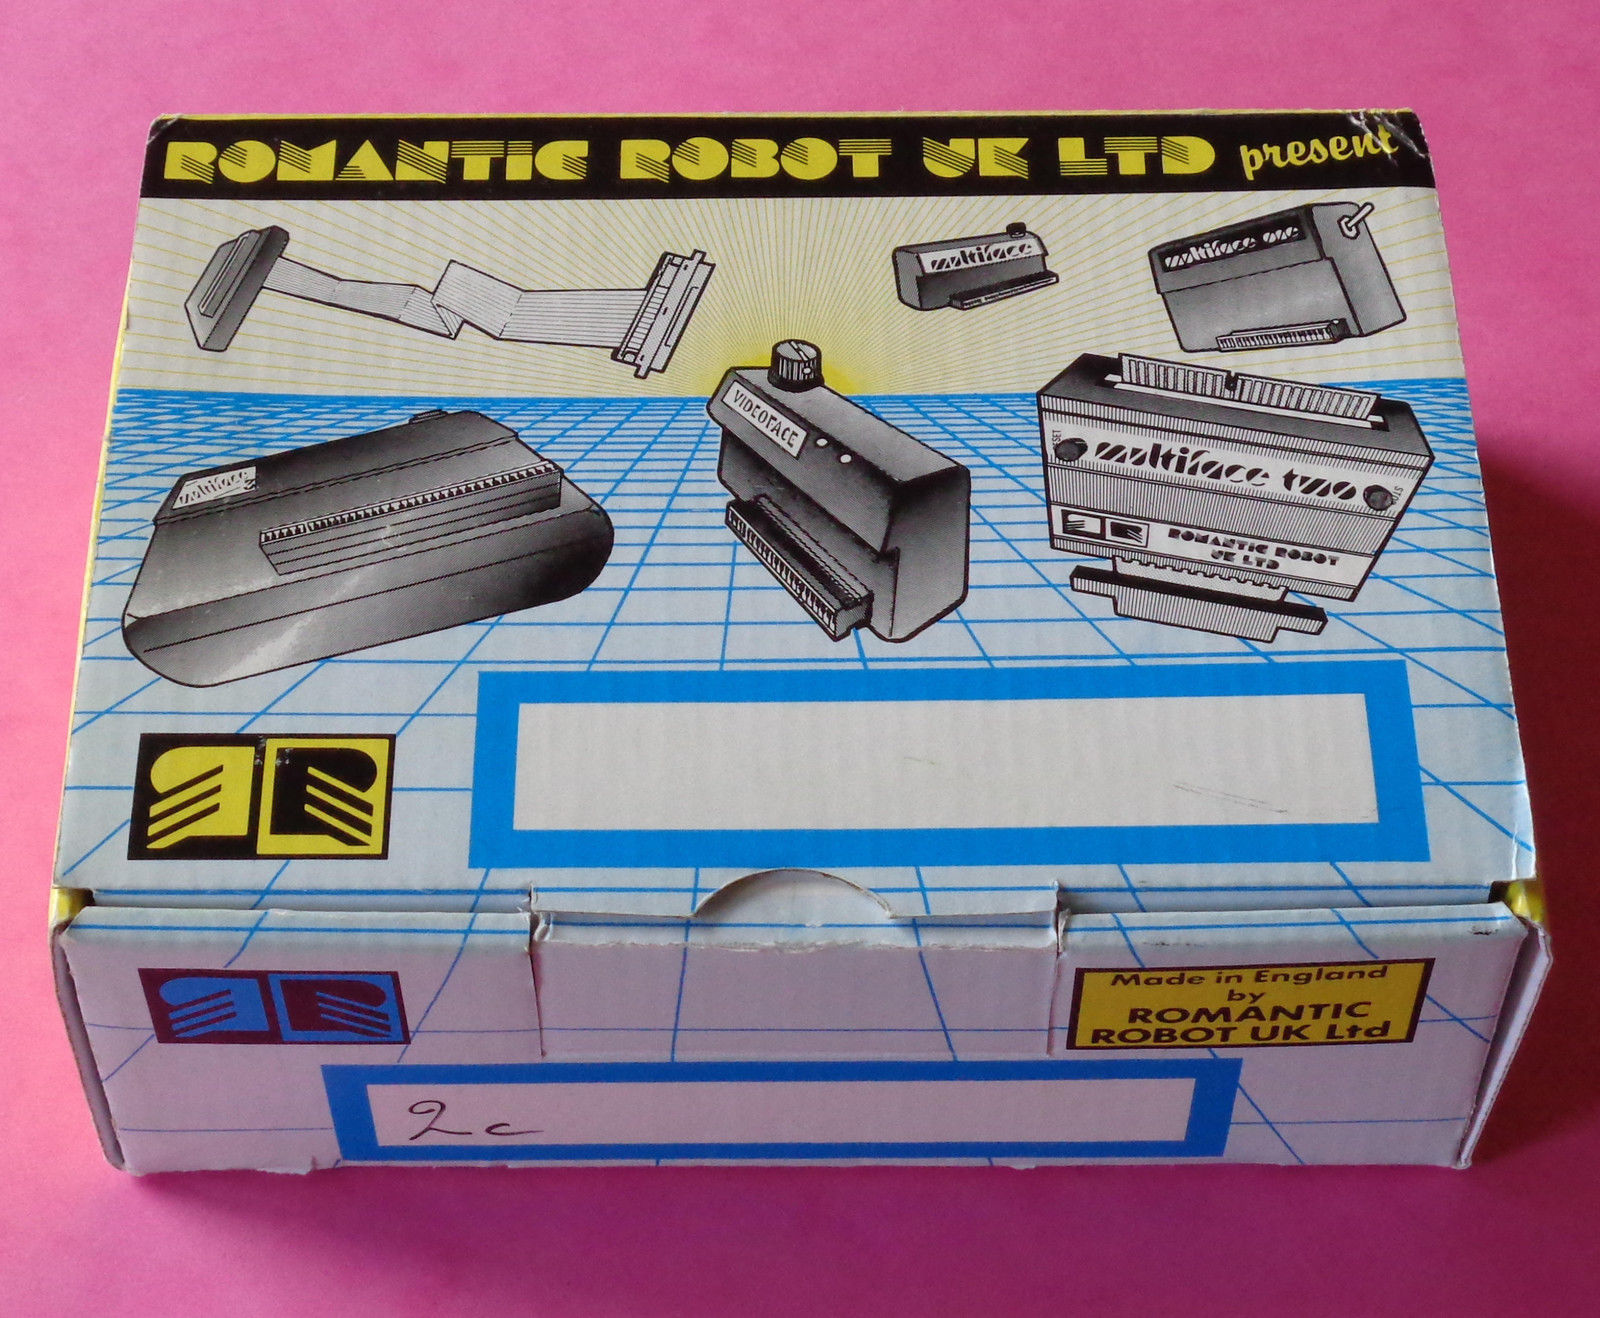 ROMANTIC ROBOT UK LTD present
multiface
multiface one
VIDEOFACE
multiface
multiface two
ROMANTIC ROBOT
UK LTD
Made in England
by
ROMANTIC
ROBOT UK Ltd
2c